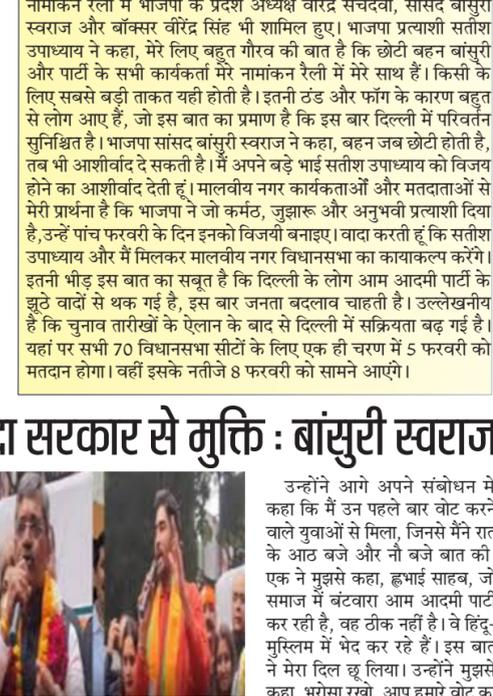 नामांकन रैली में भाजपा के प्रदेश अध्यक्ष वीरेंद्र सचदेवा, सांसद बांसुरी
स्वराज और बॉक्सर वीरेंद्र सिंह भी शामिल हुए। भाजपा प्रत्याशी सतीश
उपाध्याय ने कहा, मेरे लिए बहुत गौरव की बात है कि छोटी बहन बांसुरी
और पार्टी के सभी कार्यकर्ता मेरे नामांकन रैली में मेरे साथ हैं। किसी के
लिए सबसे बड़ी ताकत यही होती है। इतनी ठंड और फॉग के कारण बहुत
से लोग आए हैं, जो इस बात का प्रमाण है कि इस बार दिल्ली में परिवर्तन
सुनिश्चित है। भाजपा सांसद बांसुरी स्वराज ने कहा, बहन जब छोटी होती है,
तब भी आशीर्वाद दे सकती है। मैं अपने बड़े भाई सतीश उपाध्याय को विजय
होने का आशीर्वाद देती हूं। मालवीय नगर कार्यकताओं और मतदाताओं से
मेरी प्रार्थना है कि भाजपा ने जो कर्मठ, जुझारू और अनुभवी प्रत्याशी दिया
है,उन्हें पांच फरवरी के दिन इनको विजयी बनाइए। वादा करती हूं कि सतीश
उपाध्याय और मैं मिलकर मालवीय नगर विधानसभा का कायाकल्प करेंगे।
इतनी भीड़ इस बात का सबूत है कि दिल्ली के लोग आम आदमी पार्टी के
झूठे वादों से थक गई है, इस बार जनता बदलाव चाहती है। उल्लेखनीय
है कि चुनाव तारीखों के ऐलान के बाद से दिल्ली में सक्रियता बढ़ गई है।
यहां पर सभी 70 विधानसभा सीटों के लिए एक ही चरण में 5 फरवरी को
मतदान होगा। वहीं इसके नतीजे 8 फरवरी को सामने आएंगे।
दा सरकार से मुक्ति : बांसुरी स्वराज
उन्होंने आगे अपने संबोधन में
कहा कि मैं उन पहले बार वोट करने
वाले युवाओं से मिला, जिनसे मैंने रात
के आठ बजे और नौ बजे बात की
एक ने मुझसे कहा, ह्लभाई साहब, जो
समाज में बंटवारा आम आदमी पार्टी
कर रही है, वह ठीक नहीं है। वे हिंदू-
मुस्लिम में भेद कर रहे हैं। इस बात
ने मेरा दिल छू लिया। उन्होंने मुझसे
कहा, भरोसा रखो, आप हमारे वोट के